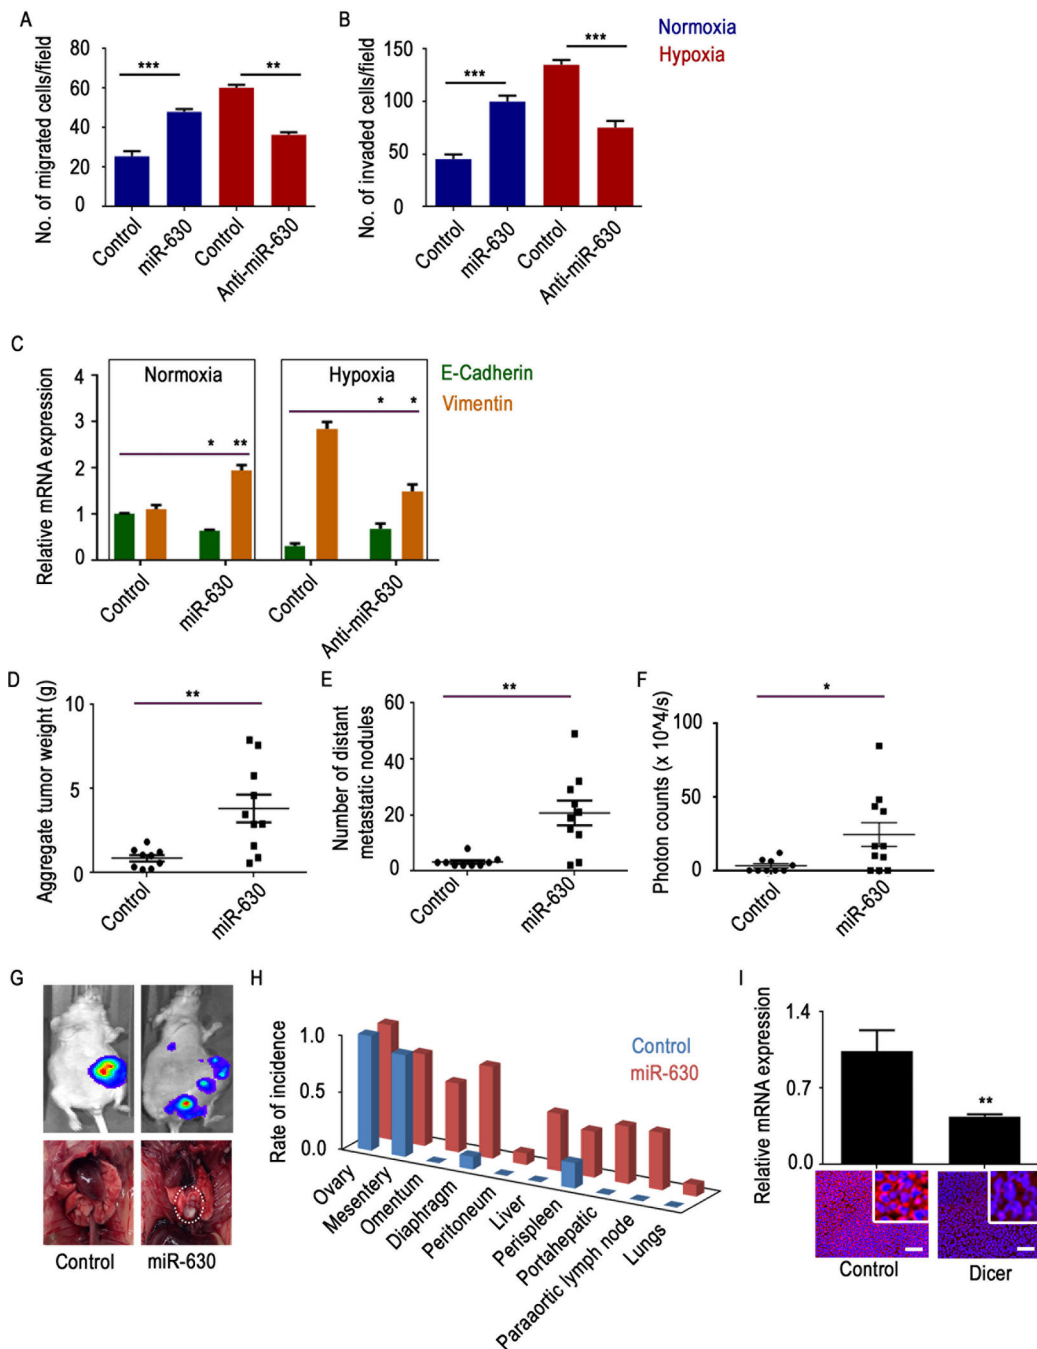 A
No. of migrated cells/field
80
60
40
20
0
***
**
Control
miR-630
Control
Anti-miR-630
B
No. of invaded cells/field
150
100
50
0
***
***
Control
miR-630
Control
Anti-miR-630
Normoxia
Hypoxia
C
Relative mRNA expression
4
3
2
1
0
Normoxia
* **
Hypoxia
* *
Control
miR-630
Control
Anti-miR-630
E-Cadherin
Vimentin
D
Aggregate tumor weight (g)
10
5
0
**
Control
miR-630
E
Number of distant
metastatic nodules
60
40
20
0
**
Control
miR-630
F
Photon counts (x 10^4/s)
100
50
0
*
Control
miR-630
G
Control
miR-630
H
Rate of incidence
1.0
0.5
0.0
Control
miR-630
Ovary
Mesentery
Omentum
Diaphragm
Peritoneum
Liver
Perispleen
Portahepatic
Paraaortic lymph node
Lungs
I
Relative mRNA expression
1.4
0.7
0.0
**
Control
Dicer